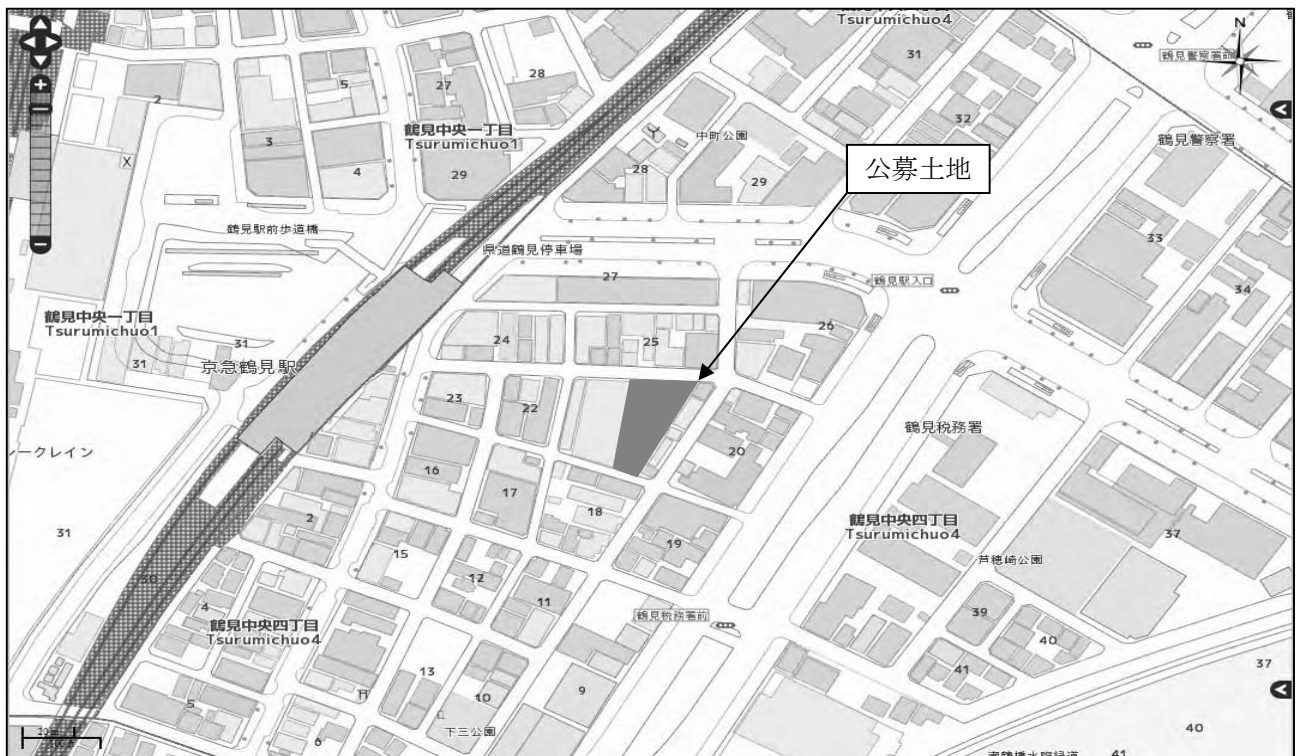 鶴見中央一丁目
Tsurumichuo1
鶴見駅前歩道橋
鶴見中央一丁目
Tsurumichuo1
京急鶴見駅
Tsurumichuo4
中町公園
公募土地
県道鶴見停車場
鶴見駅入口
鶴見警察署前
鶴見警察署
N
鶴見税務署
鶴見中央四丁目
Tsurumichuo4
芦穂崎公園
鶴見税務署前
ークレイン
鶴見中央四丁目
Tsurumichuo4
下三公園
2
3
4
5
27
28
29
28
29
31
32
33
34
27
26
24
25
31
31
23
22
20
16
17
18
19
2
15
12
11
31
30
4
13
10
9
5
6
37
39
40
41
37
40
41